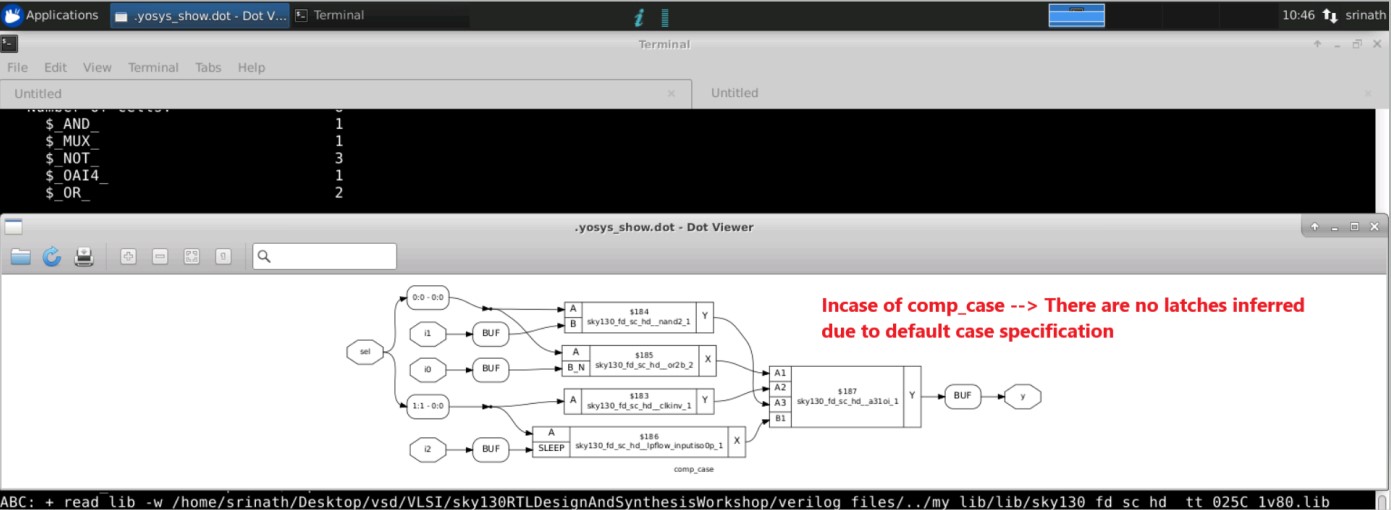 Applications .yosys_show.dot - Dot V... Terminal 10:46 srinath
Terminal
File Edit View Terminal Tabs Help
Untitled Untitled
Number of cells: 8
$_AND_ 1
$_MUX_ 1
$_NOT_ 3
$_OAI4_ 1
$_OR_ 2
.yosys_show.dot - Dot Viewer
Incase of comp_case --> There are no latches inferred
due to default case specification
0:0 - 0:0
A
B
$184
sky130_fd_sc_hd__nand2_1
Y
i1
BUF
sel
A
B_N
$185
sky130_fd_sc_hd__or2b_2
X
i0
BUF
A1
A2
A3
B1
$187
sky130_fd_sc_hd__a31oi_1
Y
BUF
y
1:1 - 0:0
A
$183
sky130_fd_sc_hd__clkinv_1
Y
A
SLEEP
$186
sky130_fd_sc_hd__lpflow_inputiso0p_1
X
i2
BUF
comp_case
ABC: + read_lib -w /home/srinath/Desktop/vsd/VLSI/sky130RTLDesignAndSynthesisWorkshop/verilog_files/../my_lib/lib/sky130_fd_sc_hd__tt_025C_1v80.lib